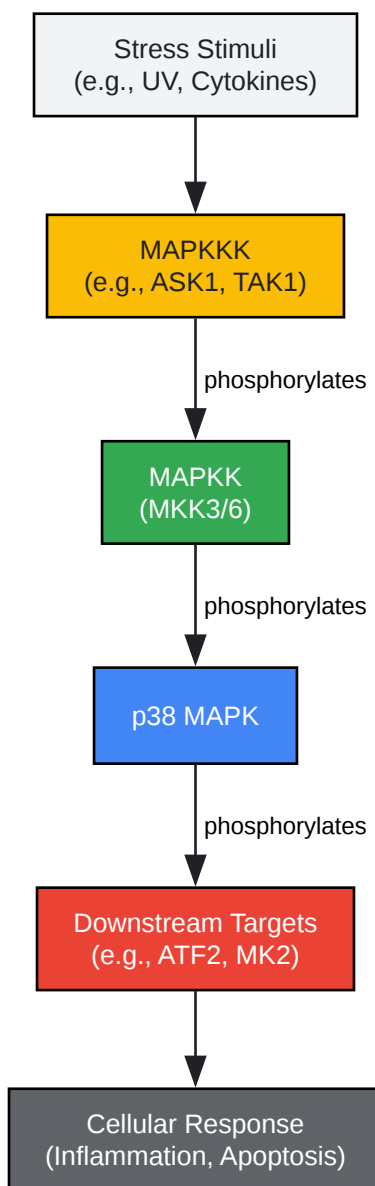 Stress Stimuli
(e.g., UV, Cytokines)
MAPKKK
(e.g., ASK1, TAK1)
phosphorylates
MAPKK
(MKK3/6)
phosphorylates
p38 MAPK
phosphorylates
Downstream Targets
(e.g., ATF2, MK2)
Cellular Response
(Inflammation, Apoptosis)